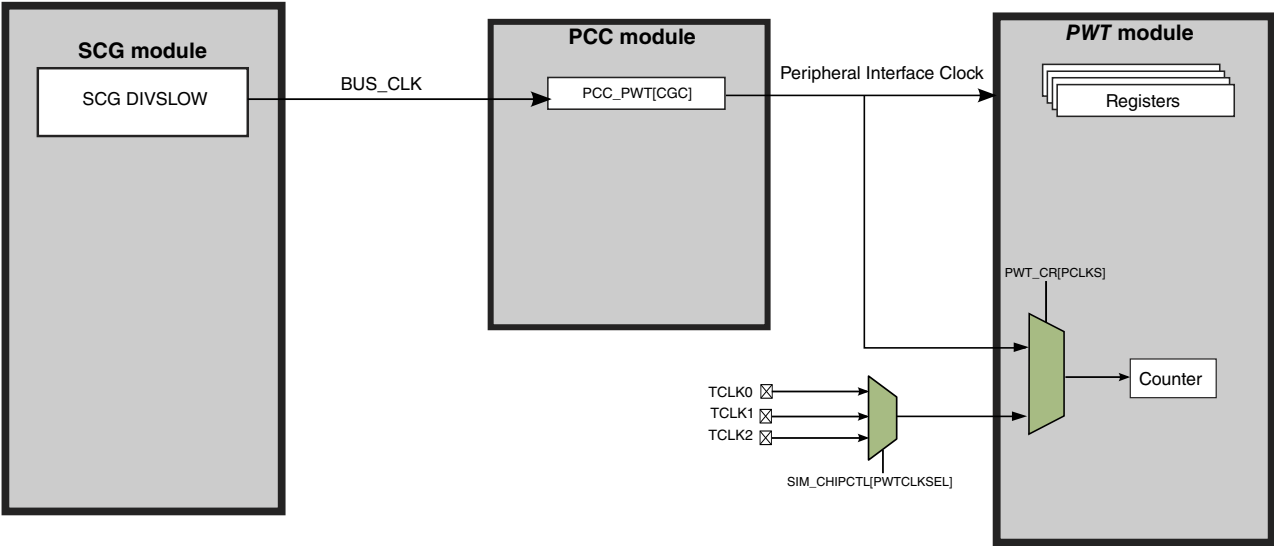 SCG module
SCG DIVSLOW
BUS_CLK
PCC module
PCC_PWT[CGC]
Peripheral Interface Clock
PWT module
Registers
PWT_CR[PCLKS]
Counter
TCLK0
TCLK1
TCLK2
SIM_CHIPCTL[PWTCLKSEL]